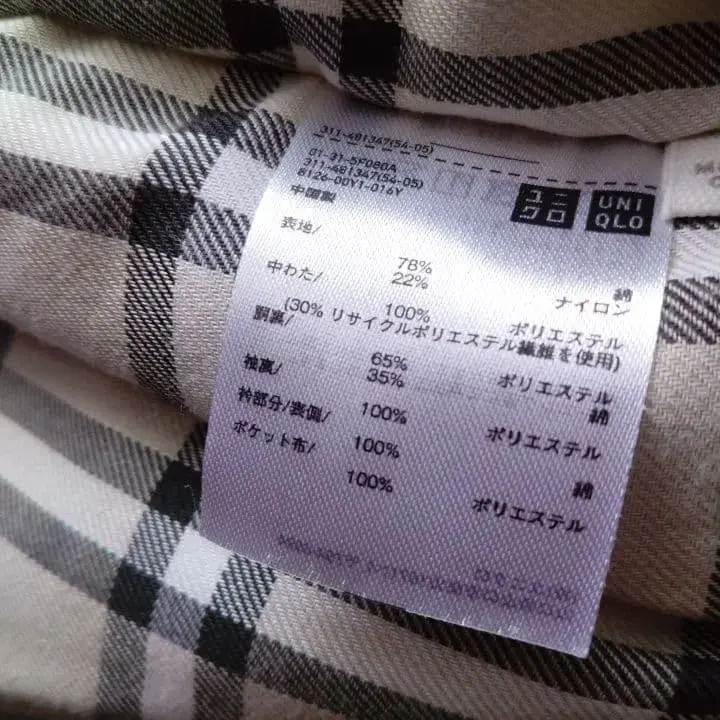 311-481347(54-05)
01-31-5F080A
311-481347(54-05)
8126-00Y1-016Y
中国製
ユニクロ
UNIQLO
表地/ 78% 綿
22% ナイロン
中わた/ 100% ポリエステル
(30% リサイクルポリエステル繊維を使用)
胴裏/ 65% ポリエステル
35% 綿
袖裏/ 100% ポリエステル
衿部分/表側/ 100% 綿
ポケット布/ 100% ポリエステル